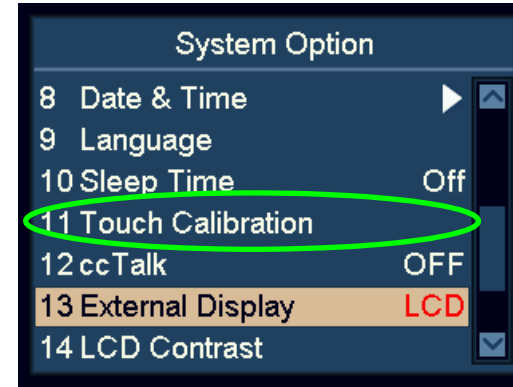 System Option
8 Date & Time
9 Language
10 Sleep Time Off
11 Touch Calibration
12 ccTalk OFF
13 External Display LCD
14 LCD Contrast